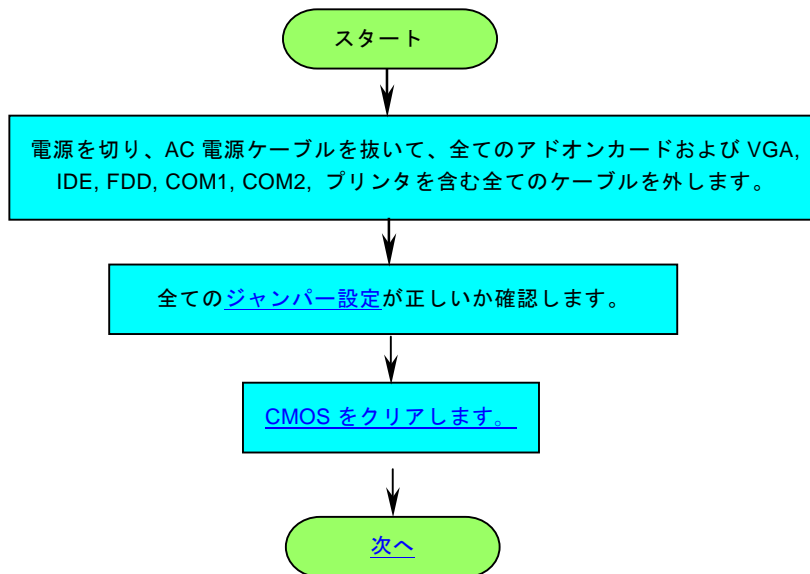 スタート
電源を切り、AC 電源ケーブルを抜いて、全てのアドオンカードおよび VGA,
IDE, FDD, COM1, COM2, プリンタを含む全てのケーブルを外します。
全てのジャンパー設定が正しいか確認します。
CMOS をクリアします。
次へ